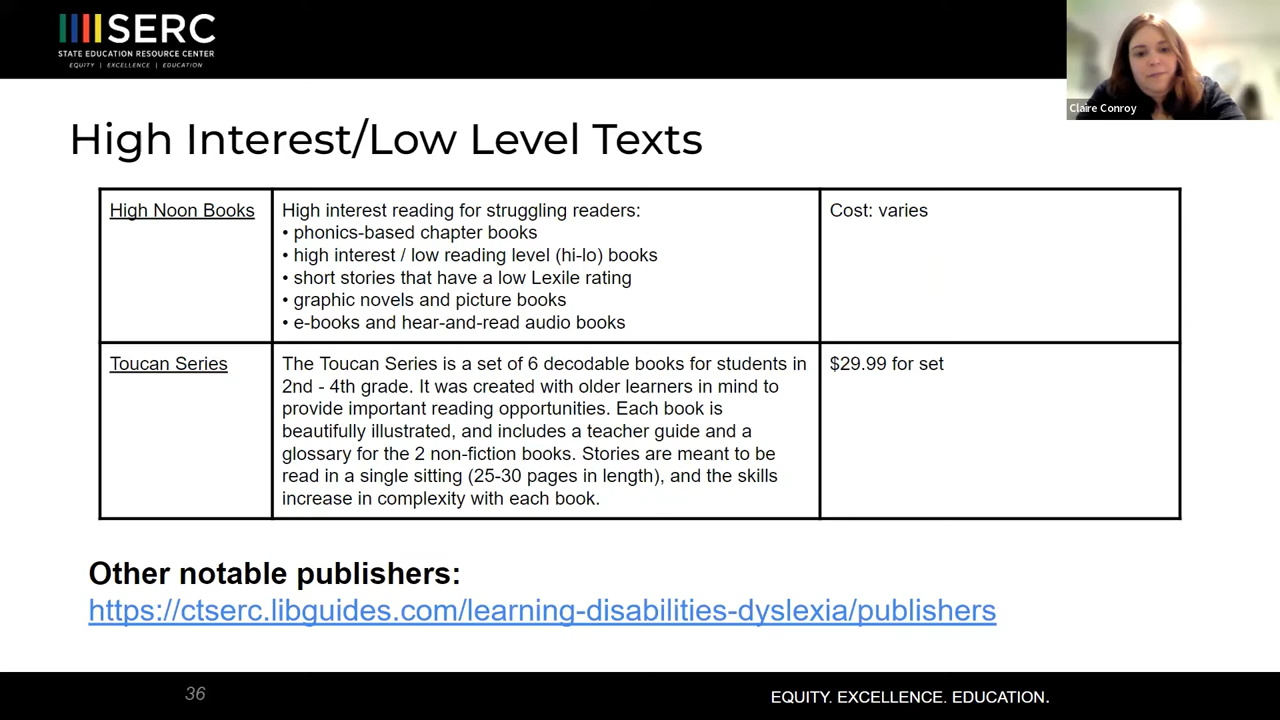 SERC
STATE EDUCATION RESOURCE CENTER
EQUITY | EXCELLENCE | EDUCATION
Claire Conroy
High Interest/Low Level Texts
High Noon Books
High interest reading for struggling readers:
• phonics-based chapter books
• high interest / low reading level (hi-lo) books
• short stories that have a low Lexile rating
• graphic novels and picture books
• e-books and hear-and-read audio books
Cost: varies
Toucan Series
The Toucan Series is a set of 6 decodable books for students in
2nd - 4th grade. It was created with older learners in mind to
provide important reading opportunities. Each book is
beautifully illustrated, and includes a teacher guide and a
glossary for the 2 non-fiction books. Stories are meant to be
read in a single sitting (25-30 pages in length), and the skills
increase in complexity with each book.
$29.99 for set
Other notable publishers:
https://ctserc.libguides.com/learning-disabilities-dyslexia/publishers
36
EQUITY. EXCELLENCE. EDUCATION.